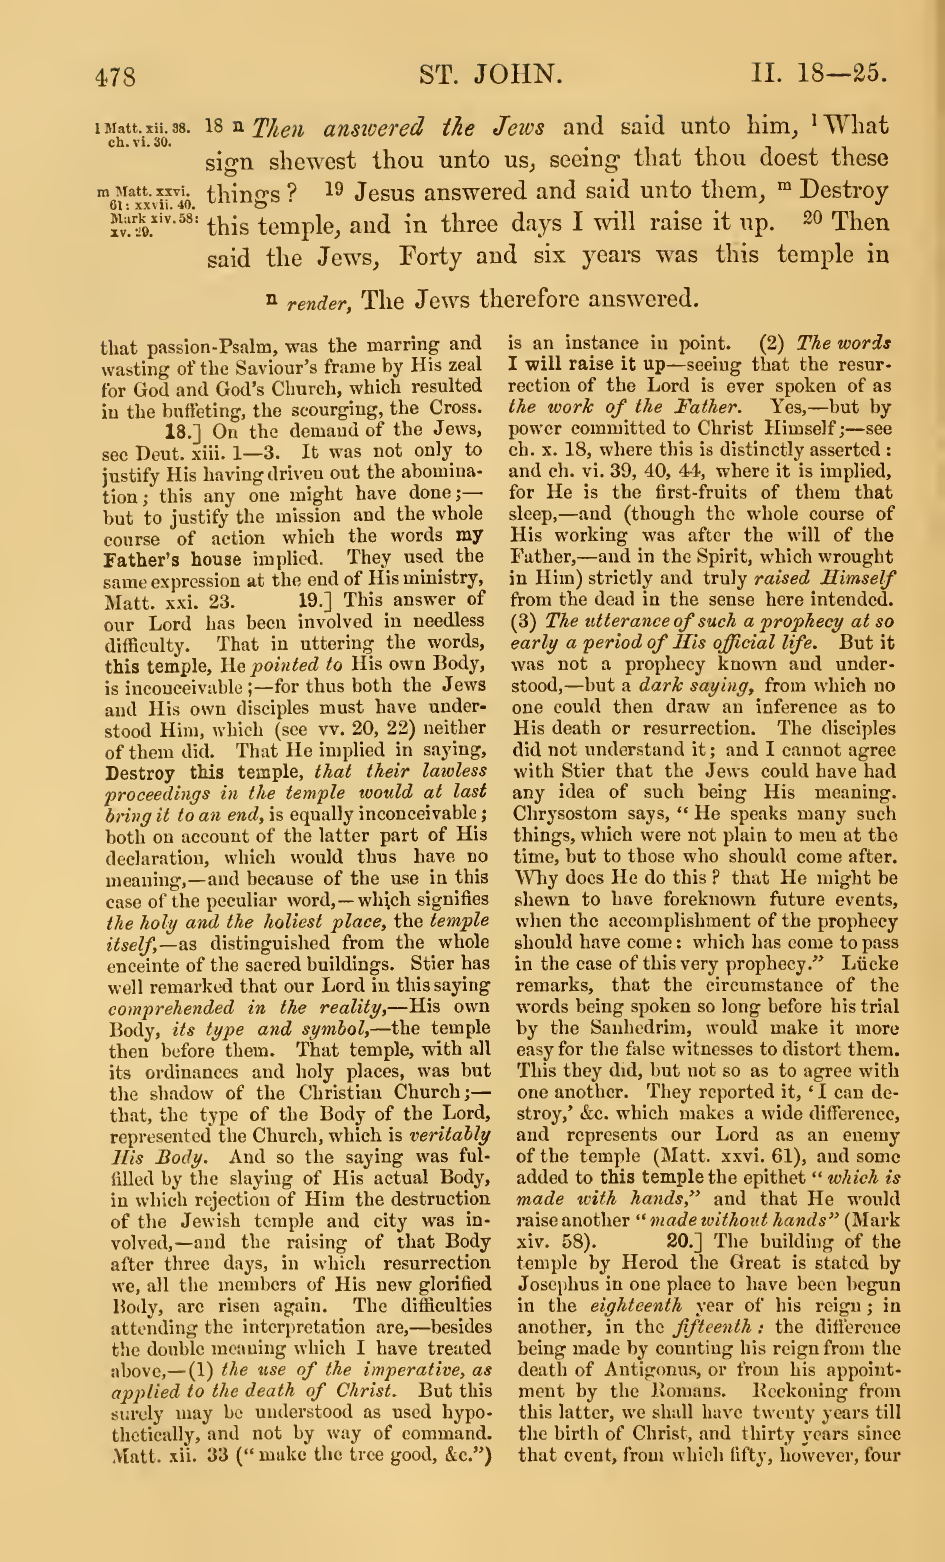 478
ST. JOHN.
II. 18—25.
l Matt. xii. 38.
ch. vi. 30.
m Matt. xxvi.
61: xxvii. 40.
Mark xiv. 58:
xv. 29.
18 n Then answered the Jews and said unto him, l What
sign shewest thou unto us, seeing that thou doest these
things? 19 Jesus answered and said unto them, m Destroy
this temple, and in three days I will raise it up. 20 Then
said the Jews, Forty and six years was this temple in
n render, The Jews therefore answered.
that passion-Psalm, was the marring and
wasting of the Saviour's frame by His zeal
for God and God's Church, which resulted
in the buffeting, the scourging, the Cross.
18.] On the demand of the Jews,
see Deut. xiii. 1—3. It was not only to
justify His having driven out the abomina-
tion; this any one might have done;—
but to justify the mission and the whole
course of action which the words my
Father's house implied. They used the
same expression at the end of His ministry,
Matt. xxi. 23. 19.] This answer of
our Lord has been involved in needless
difficulty. That in uttering the words,
this temple, He pointed to His own Body,
is inconceivable;—for thus both the Jews
and His own disciples must have under-
stood Him, which (see vv. 20, 22) neither
of them did. That He implied in saying,
Destroy this temple, that their lawless
proceedings in the temple would at last
bring it to an end, is equally inconceivable;
both on account of the latter part of His
declaration, which would thus have no
meaning,—and because of the use in this
case of the peculiar word,—which signifies
the holy and the holiest place, the temple
itself,—as distinguished from the whole
enceinte of the sacred buildings. Stier has
well remarked that our Lord in this saying
comprehended in the reality,—His own
Body, its type and symbol,—the temple
then before them. That temple, with all
its ordinances and holy places, was but
the shadow of the Christian Church;—
that, the type of the Body of the Lord,
represented the Church, which is veritably
His Body. And so the saying was ful-
filled by the slaying of His actual Body,
in which rejection of Him the destruction
of the Jewish temple and city was in-
volved,—and the raising of that Body
after three days, in which resurrection
we, all the members of His new glorified
Body, are risen again. The difficulties
attending the interpretation are,—besides
the double meaning which I have treated
above,—(1) the use of the imperative, as
applied to the death of Christ. But this
surely may be understood as used hypo-
thetically, and not by way of command.
Matt. xii. 33 ("make the tree good, &c.")
is an instance in point. (2) The words
I will raise it up—seeing that the resur-
rection of the Lord is ever spoken of as
the work of the Father. Yes,—but by
power committed to Christ Himself;—see
ch. x. 18, where this is distinctly asserted:
and ch. vi. 39, 40, 44, where it is implied,
for He is the first-fruits of them that
sleep,—and (though the whole course of
His working was after the will of the
Father,—and in the Spirit, which wrought
in Him) strictly and truly raised Himself
from the dead in the sense here intended.
(3) The utterance of such a prophecy at so
early a period of His official life. But it
was not a prophecy known and under-
stood,—but a dark saying, from which no
one could then draw an inference as to
His death or resurrection. The disciples
did not understand it; and I cannot agree
with Stier that the Jews could have had
any idea of such being His meaning.
Chrysostom says, "He speaks many such
things, which were not plain to men at the
time, but to those who should come after.
Why does He do this? that He might be
shewn to have foreknown future events,
when the accomplishment of the prophecy
should have come: which has come to pass
in the case of this very prophecy." Lücke
remarks, that the circumstance of the
words being spoken so long before his trial
by the Sanhedrim, would make it more
easy for the false witnesses to distort them.
This they did, but not so as to agree with
one another. They reported it, 'I can de-
stroy,' &c. which makes a wide difference,
and represents our Lord as an enemy
of the temple (Matt. xxvi. 61), and some
added to this temple the epithet "which is
made with hands," and that He would
raise another "made without hands" (Mark
xiv. 58). 20.] The building of the
temple by Herod the Great is stated by
Josephus in one place to have been begun
in the eighteenth year of his reign; in
another, in the fifteenth: the difference
being made by counting his reign from the
death of Antigonus, or from his appoint-
ment by the Romans. Reckoning from
this latter, we shall have twenty years till
the birth of Christ, and thirty years since
that event, from which fifty, however, four